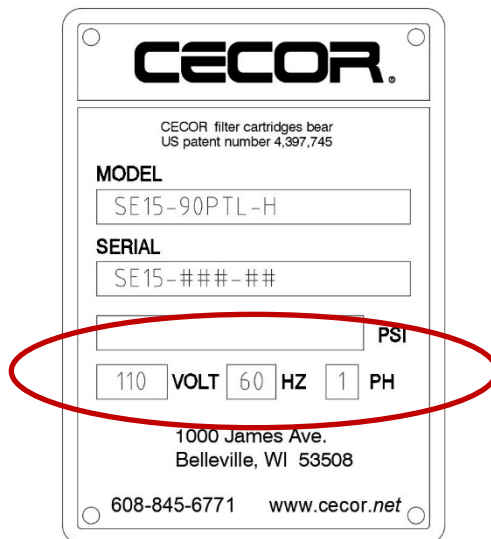 CECOR®
CECOR filter cartridges bear
US patent number 4,397,745
MODEL
SE15-90PTL-H
SERIAL
SE15-###-##
PSI
110 VOLT 60 HZ 1 PH
1000 James Ave.
Belleville, WI 53508
608-845-6771 www.cecor.net